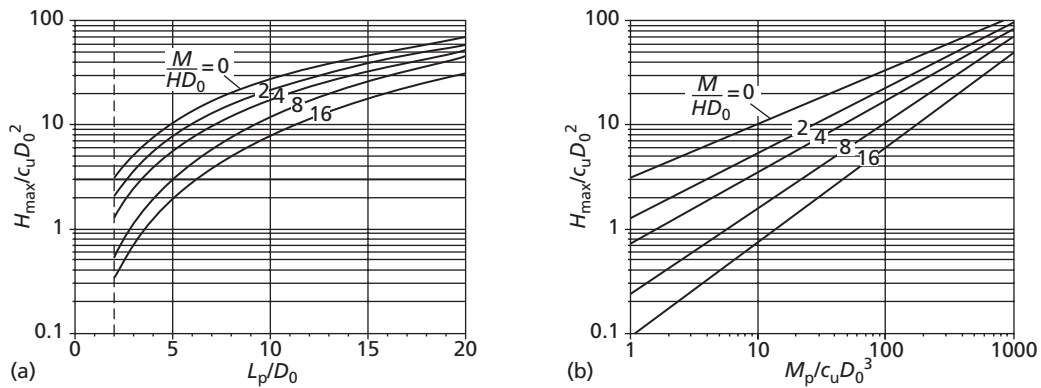 100
10
1
0.1
H_max/c_uD_0^2
M/HD_0 = 0
2
4
8
16
0 5 10 15 20
L_p/D_0
(a)
100
10
1
0.1
H_max/c_uD_0^2
M/HD_0 = 0
2
4
8
16
1 10 100 1000
M_p/c_uD_0^3
(b)